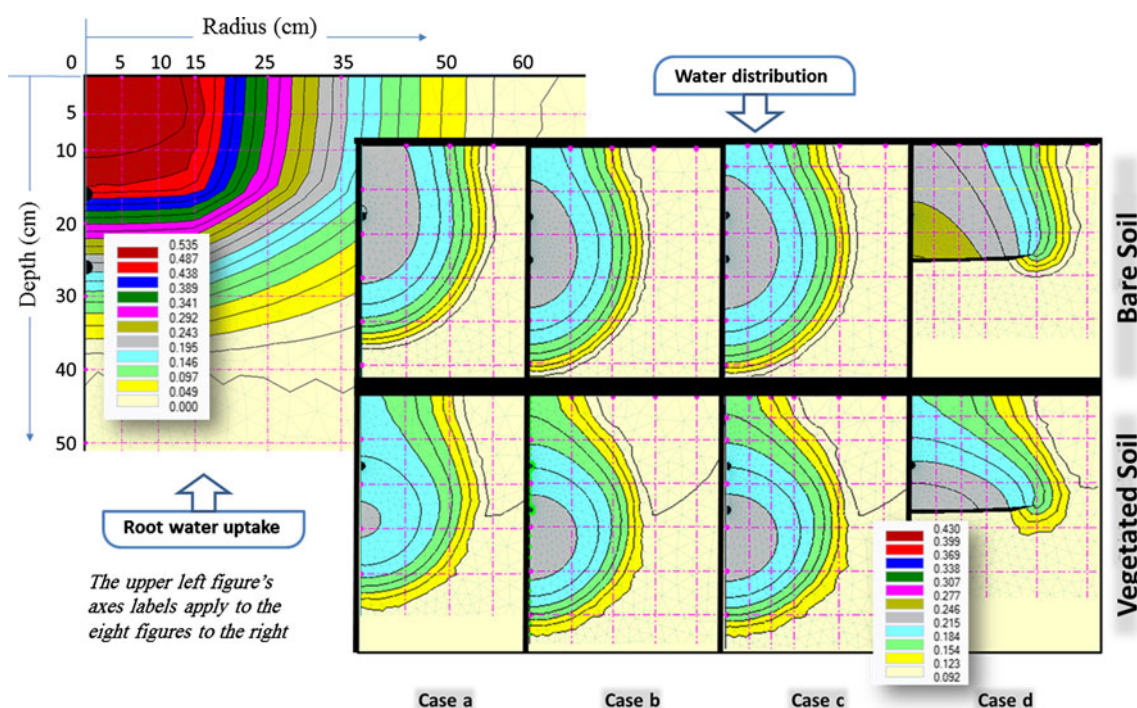 Radius (cm)
0 5 10 15 25 35 50 60
Water distribution
Depth (cm)
5
10
20
30
40
50
0.535
0.487
0.438
0.389
0.341
0.292
0.243
0.195
0.146
0.097
0.049
0.000
Root water uptake
The upper left figure's
axes labels apply to the
eight figures to the right
Bare Soil
Vegetated Soil
0.430
0.399
0.369
0.338
0.307
0.277
0.246
0.215
0.184
0.154
0.123
0.092
Case a Case b Case c Case d